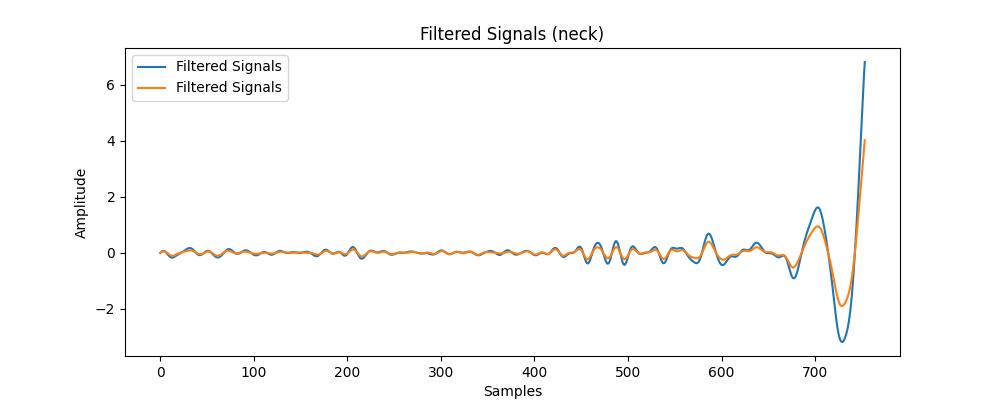 Filtered Signals (neck)
Filtered Signals
Filtered Signals
Amplitude
6
4
2
0
−2
0 100 200 300 400 500 600 700
Samples